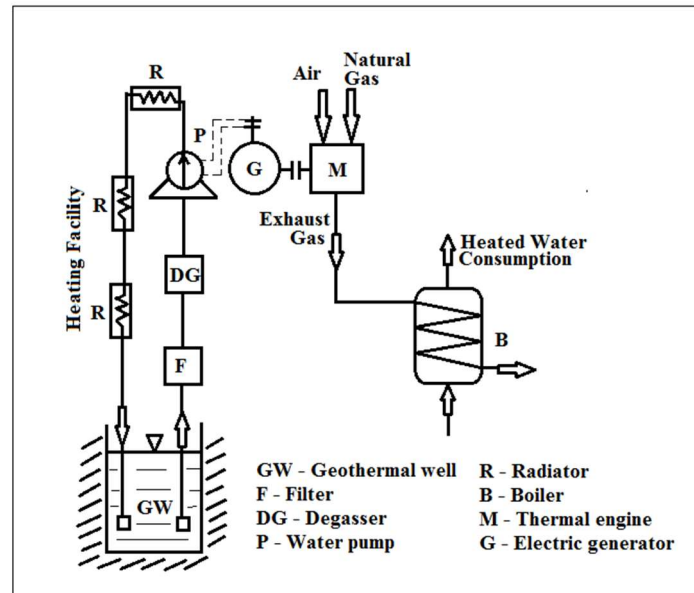 R
Air
Natural
Gas
P
G
M
R
Exhaust
Gas
Heating Facility
DG
Heated Water
Consumption
R
F
B
GW
GW - Geothermal well
F - Filter
DG - Degasser
P - Water pump
R - Radiator
B - Boiler
M - Thermal engine
G - Electric generator